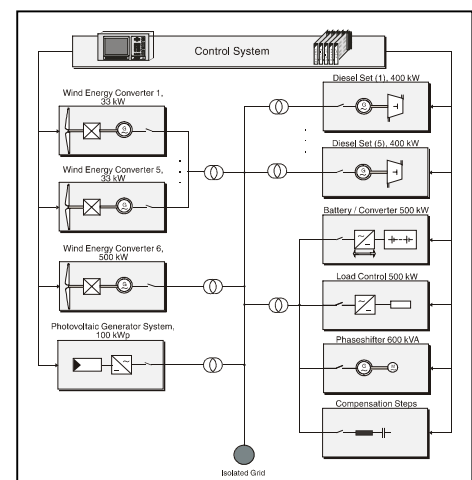 Control System
Wind Energy Converter 1,
33 kW
Wind Energy Converter 5,
33 kW
Wind Energy Converter 6,
500 kW
Photovoltaic Generator System,
100 kWp
Diesel Set (1), 400 kW
Diesel Set (5), 400 kW
Battery / Converter 500 kW
Load Control 500 kW
Phaseshifter 600 kVA
Compensation Steps
Isolated Grid